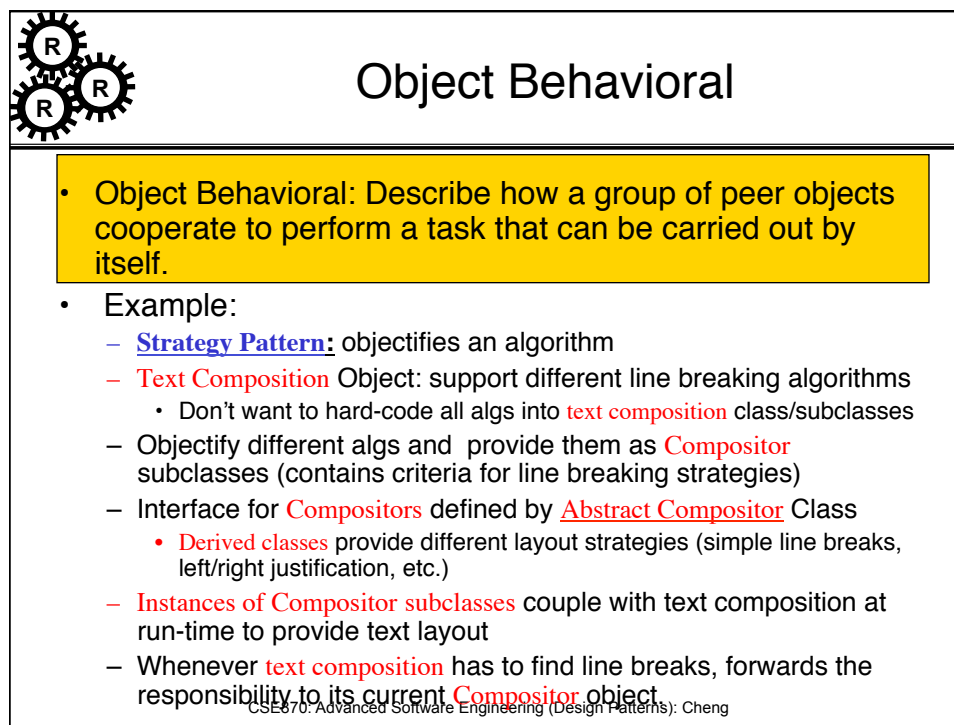 R
R
R
Object Behavioral
• Object Behavioral: Describe how a group of peer objects
cooperate to perform a task that can be carried out by
itself.
• Example:
– Strategy Pattern: objectifies an algorithm
– Text Composition Object: support different line breaking algorithms
• Don't want to hard-code all algs into text composition class/subclasses
– Objectify different algs and provide them as Compositor
subclasses (contains criteria for line breaking strategies)
– Interface for Compositors defined by Abstract Compositor Class
• Derived classes provide different layout strategies (simple line breaks,
left/right justification, etc.)
– Instances of Compositor subclasses couple with text composition at
run-time to provide text layout
– Whenever text composition has to find line breaks, forwards the
responsibility to its current Compositor object.
CSE870: Advanced Software Engineering (Design Patterns): Cheng